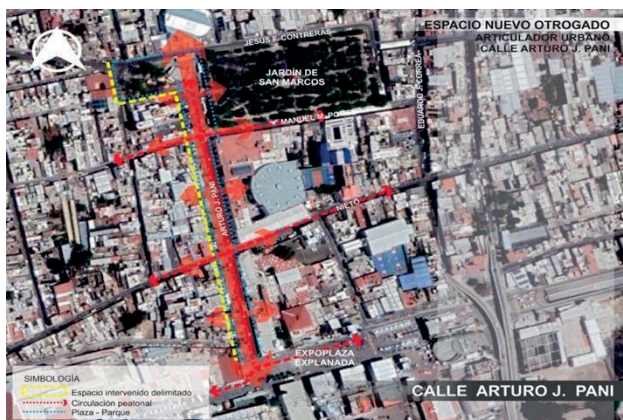 ESPACIO NUEVO OTROGADO
ARTICULADOR URBANO
CALLE ARTURO J. PANI
JESUS F. CONTRERAS
JARDÍN DE
SAN MARCOS
EDUARDO J. CORREA
MANUEL M. PONCE
ARTURO J. PANI
NIETO
EXPOPLAZA
EXPLANADA
SIMBOLOGÍA
Espacio intervenido delimitado
Circulación peatonal
Plaza - Parque
CALLE ARTURO J. PANI